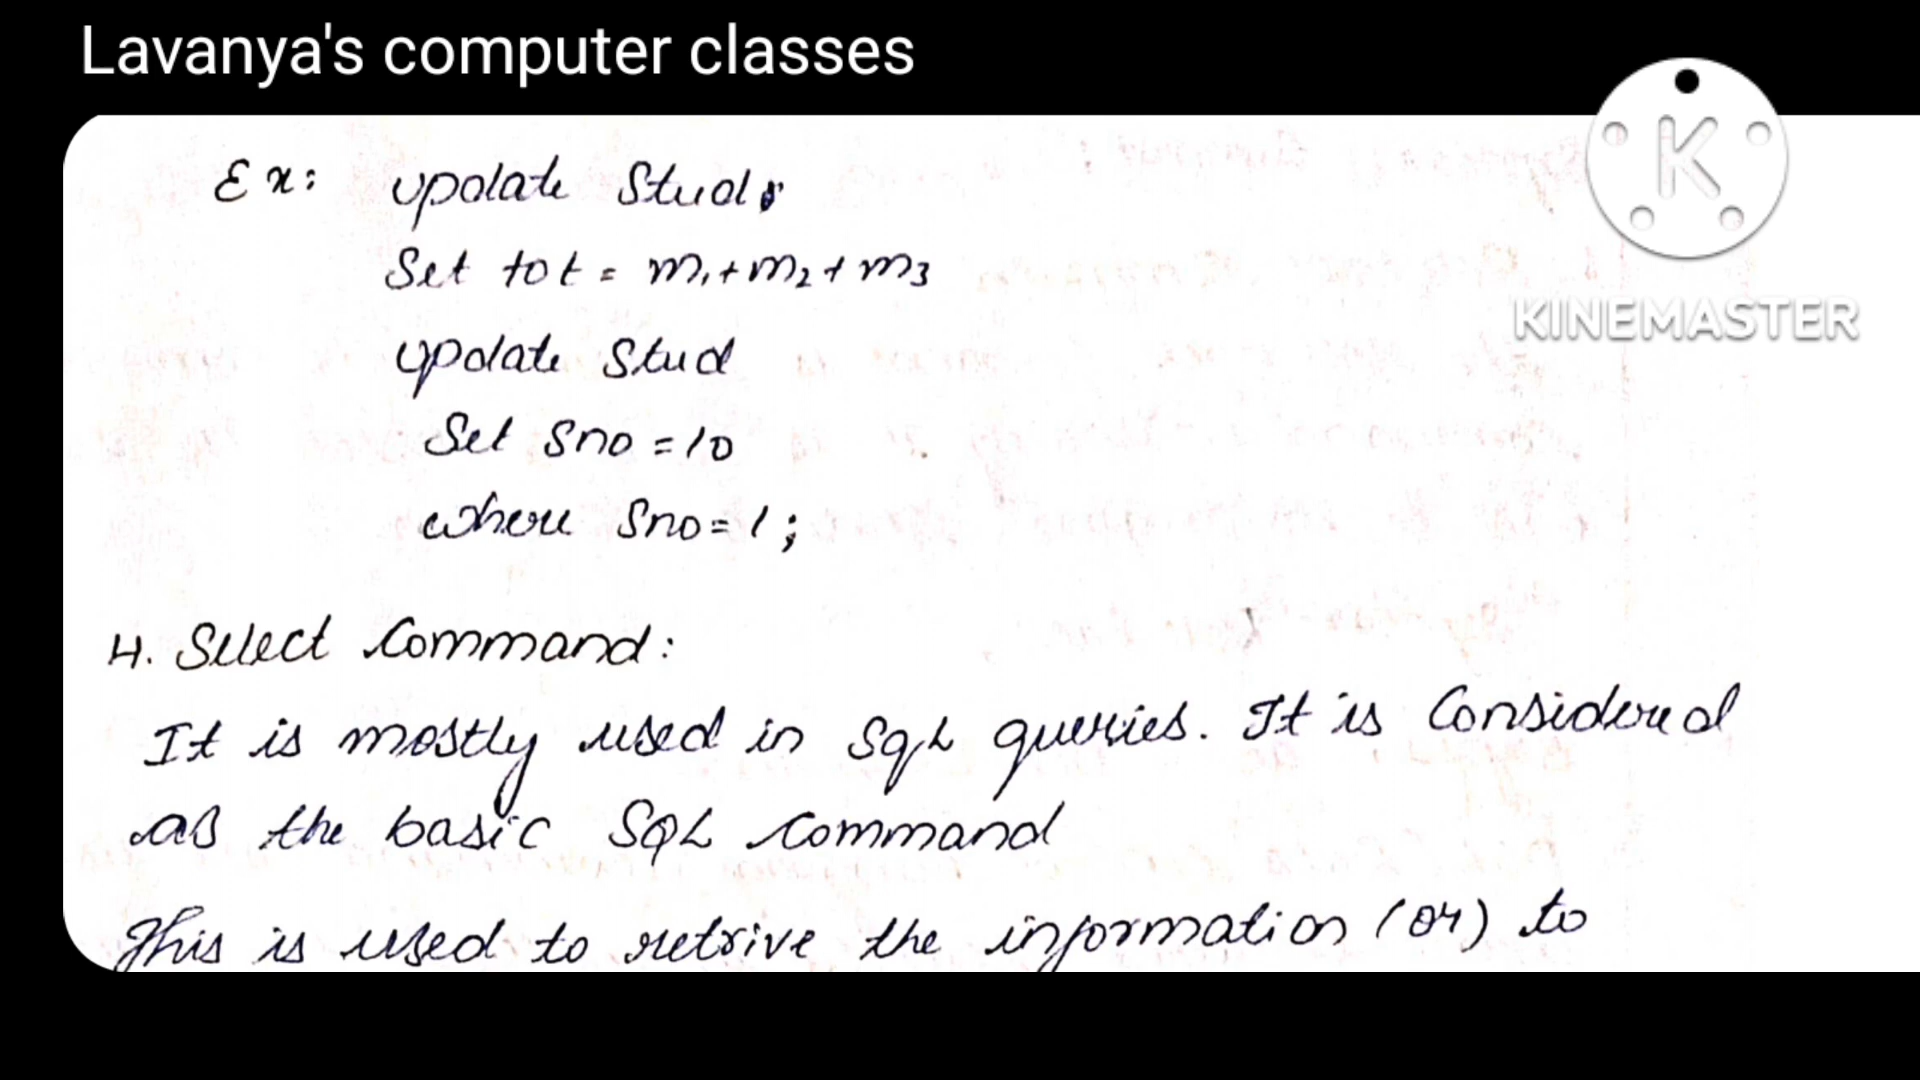 Lavanya's computer classes
K
KINEMASTER
Ex: update Stud;
Set tot = m1+m2+m3
update Stud
Set Sno = 10
where Sno = 1;
4. Select Command:
It is mostly used in SqL queries. It is Considered
as the basic SQL Command
This is used to retrive the information (or) to